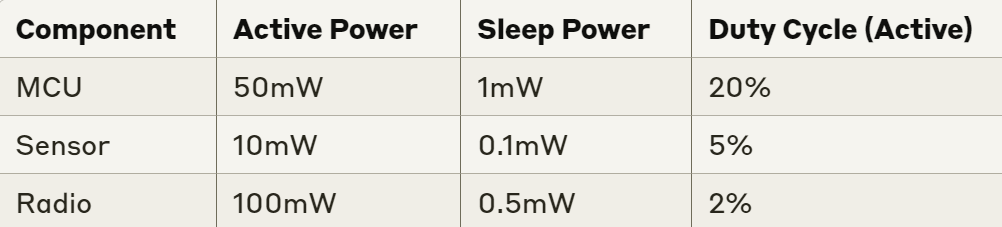 Component Active Power Sleep Power Duty Cycle (Active)
MCU 50mW 1mW 20%
Sensor 10mW 0.1mW 5%
Radio 100mW 0.5mW 2%